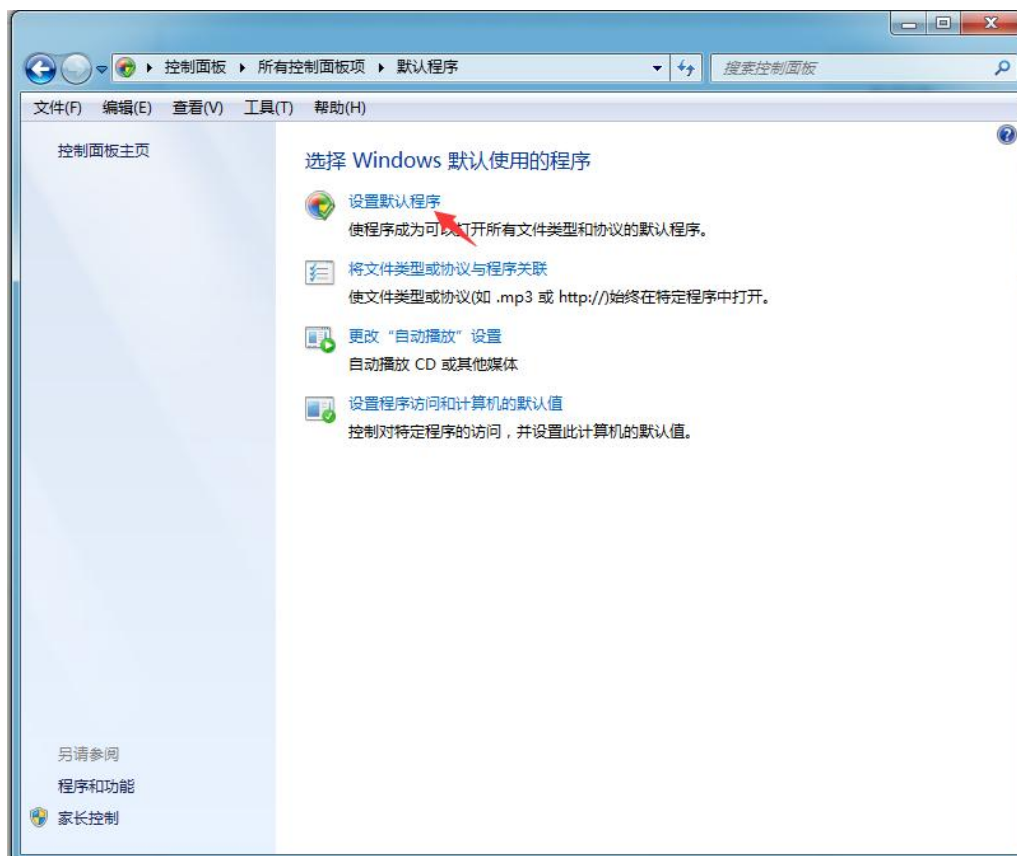 控制面板 所有控制面板项 默认程序
搜索控制面板
文件(F) 编辑(E) 查看(V) 工具(T) 帮助(H)
控制面板主页
选择 Windows 默认使用的程序
设置默认程序
使程序成为可以打开所有文件类型和协议的默认程序。
将文件类型或协议与程序关联
使文件类型或协议(如 .mp3 或 http://)始终在特定程序中打开。
更改“自动播放”设置
自动播放 CD 或其他媒体
设置程序访问和计算机的默认值
控制对特定程序的访问，并设置此计算机的默认值。
另请参阅
程序和功能
家长控制